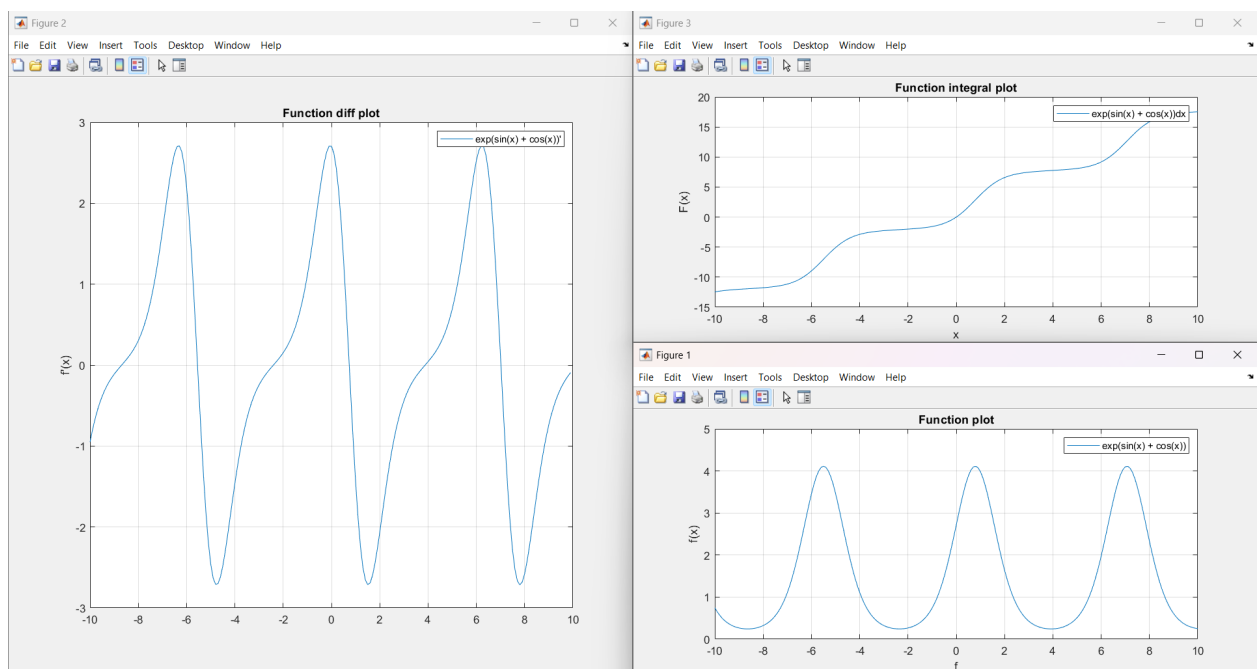 Figure 2
File Edit View Insert Tools Desktop Window Help
Function diff plot
exp(sin(x) + cos(x))'
3
2
1
0
-1
-2
-3
f'(x)
-10 -8 -6 -4 -2 0 2 4 6 8 10
Figure 3
File Edit View Insert Tools Desktop Window Help
Function integral plot
exp(sin(x) + cos(x))dx
20
15
10
5
0
-5
-10
-15
F(x)
-10 -8 -6 -4 -2 0 2 4 6 8 10
x
Figure 1
File Edit View Insert Tools Desktop Window Help
Function plot
exp(sin(x) + cos(x))
5
4
3
2
1
0
f(x)
-10 -8 -6 -4 -2 0 2 4 6 8 10
f